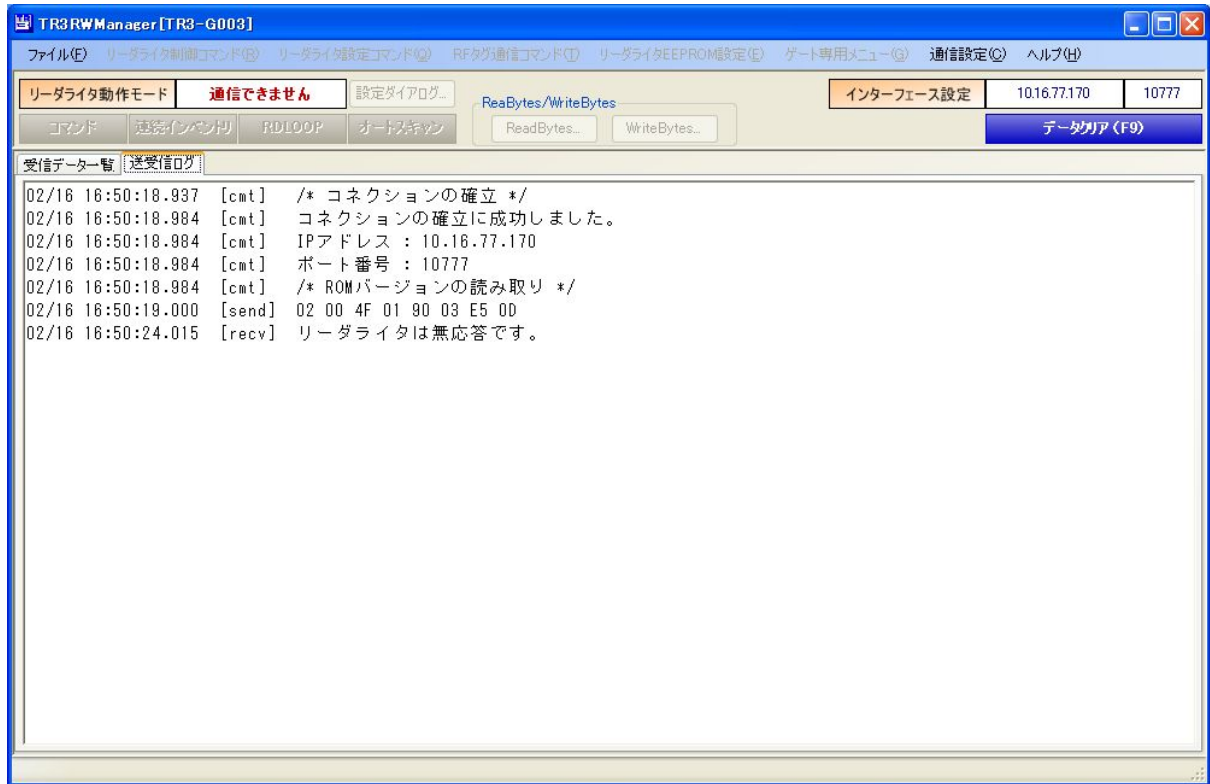 TR3RWManager[TR3-G003]
ファイル(F) リーダライタ制御コマンド(R) リーダライタ設定コマンド(Q) RFタグ通信コマンド(T) リーダライタEEPROM設定(E) ゲート専用メニュー(G) 通信設定(C) ヘルプ(H)
リーダライタ動作モード 通信できません 設定ダイアログ... ReaBytes/WriteBytes インターフェース設定 10.16.77.170 10777
コマンド 連続インベントリ RDLOOP オートスキャン ReadBytes... WriteBytes... データクリア (F9)
受信データ一覧 送受信ログ
02/16 16:50:18.937 [cmt] /* コネクションの確立 */
02/16 16:50:18.984 [cmt] コネクションの確立に成功しました。
02/16 16:50:18.984 [cmt] IPアドレス : 10.16.77.170
02/16 16:50:18.984 [cmt] ポート番号 : 10777
02/16 16:50:18.984 [cmt] /* ROMバージョンの読み取り */
02/16 16:50:19.000 [send] 02 00 4F 01 90 03 E5 0D
02/16 16:50:24.015 [recv] リーダライタは無応答です。